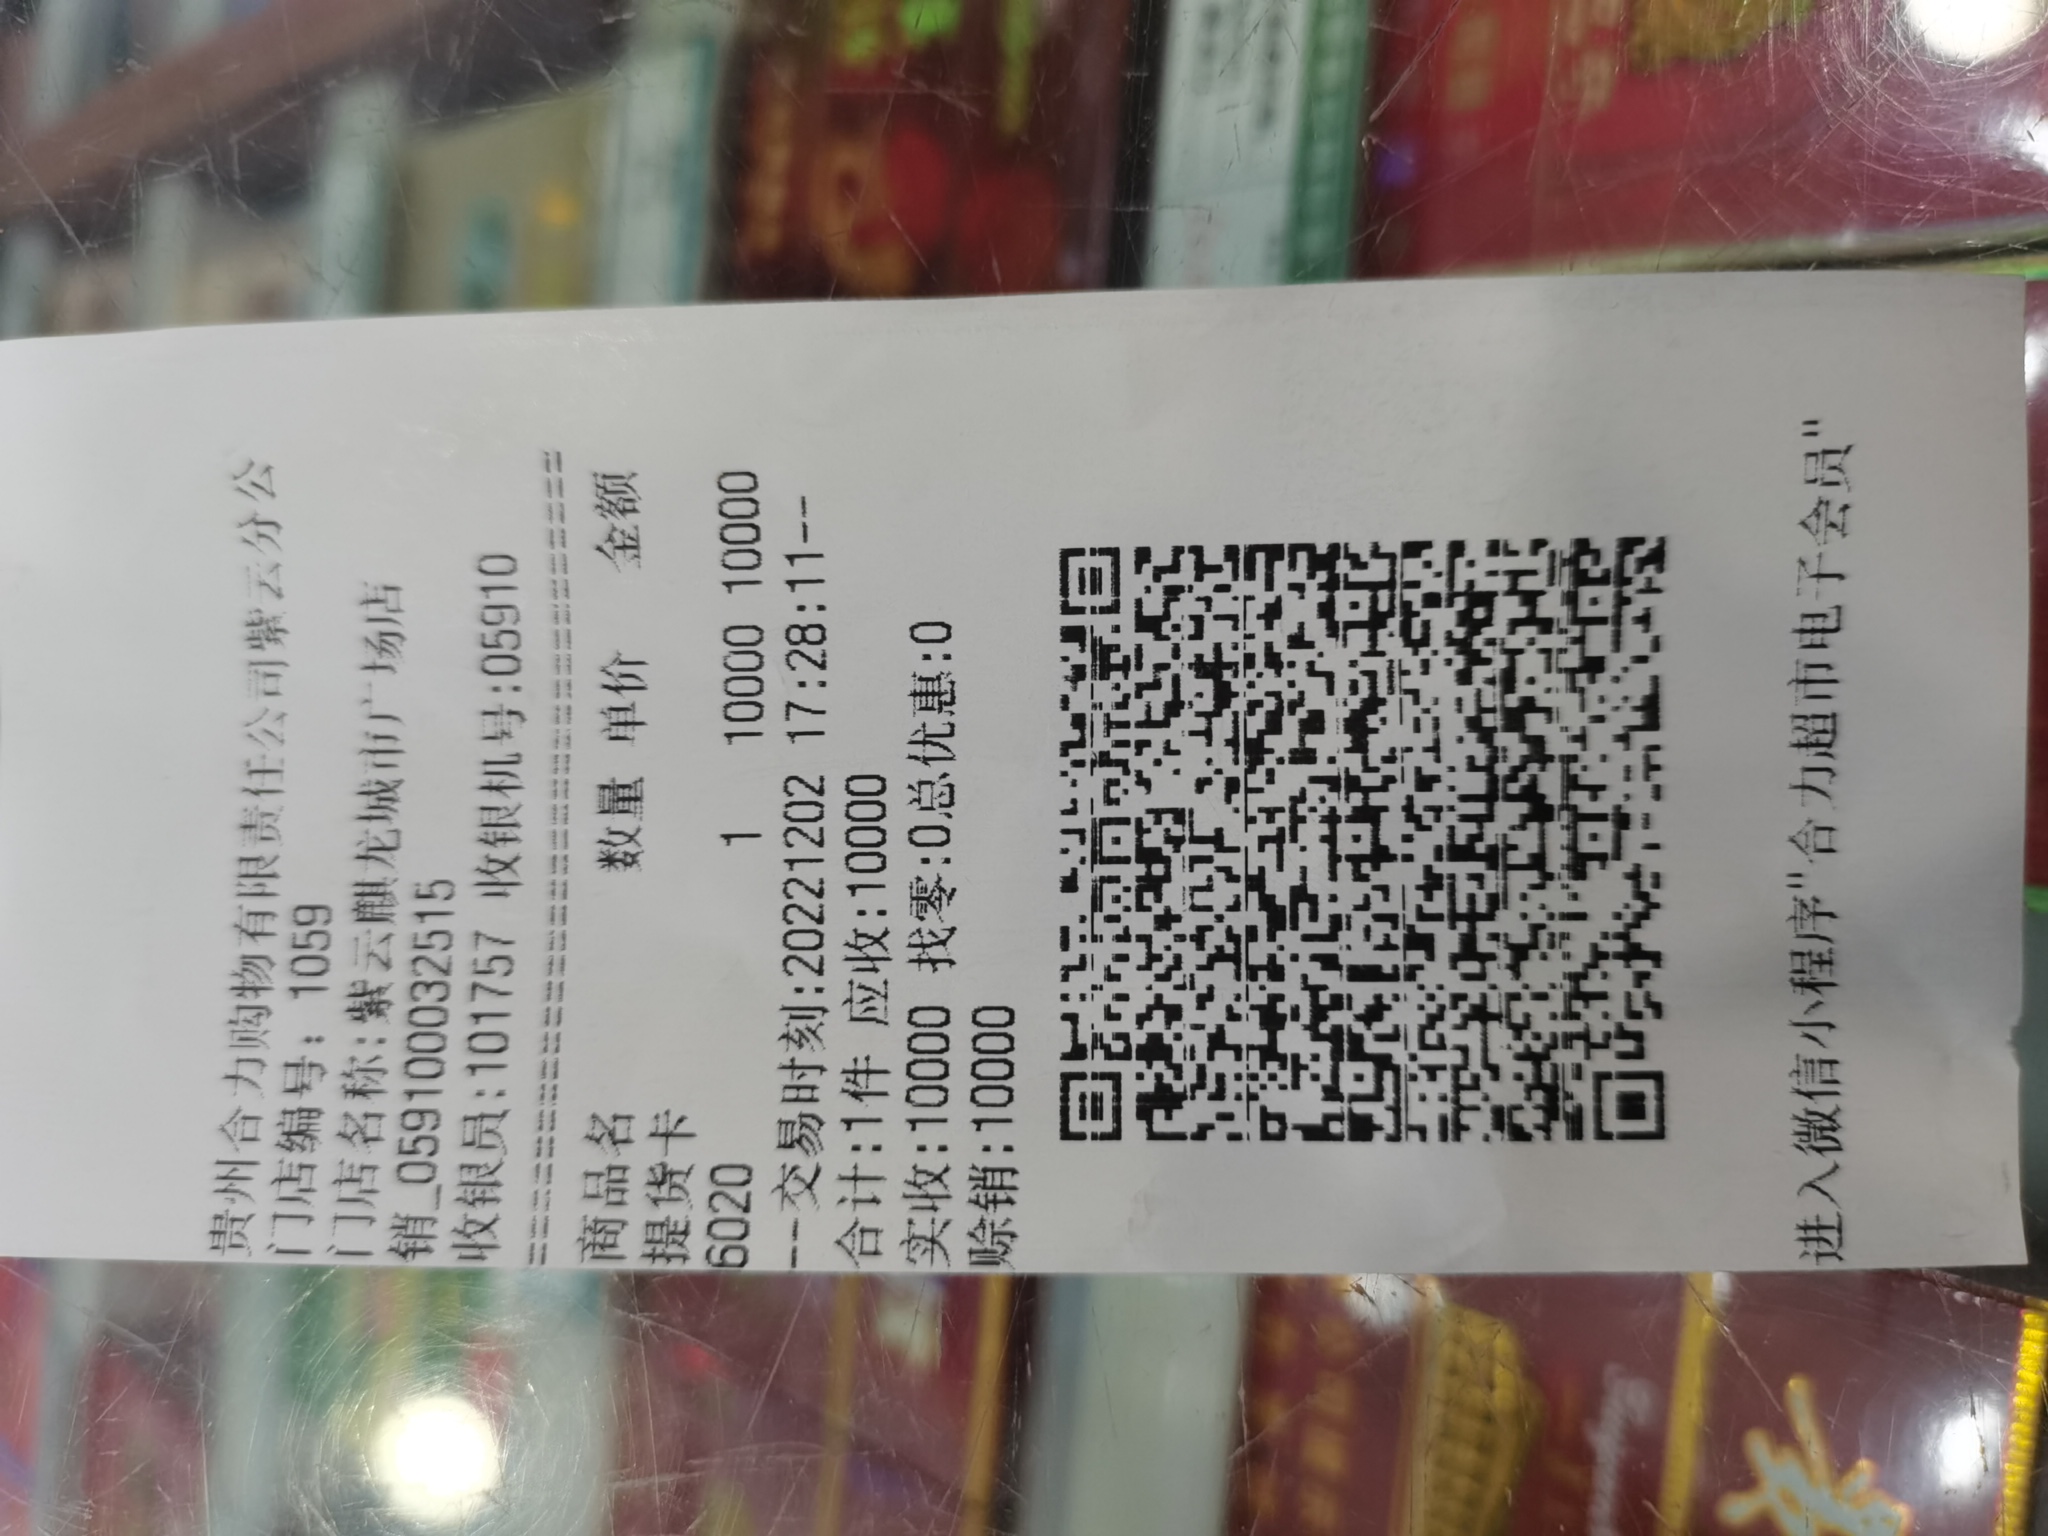 贵州合力购物有限责任公司紫云分公
门店编号: 1059
门店名称:紫云麒龙城市广场店
销_0591000032515
收银员:101757 收银机号:05910
================================
商品名 数量 单价 金额
提货卡
6020 1 10000 10000
--交易时刻:20221202 17:28:11--
合计:1件 应收:10000
实收:10000 找零:0总优惠:0
赊销:10000
进入微信小程序"合力超市电子会员"